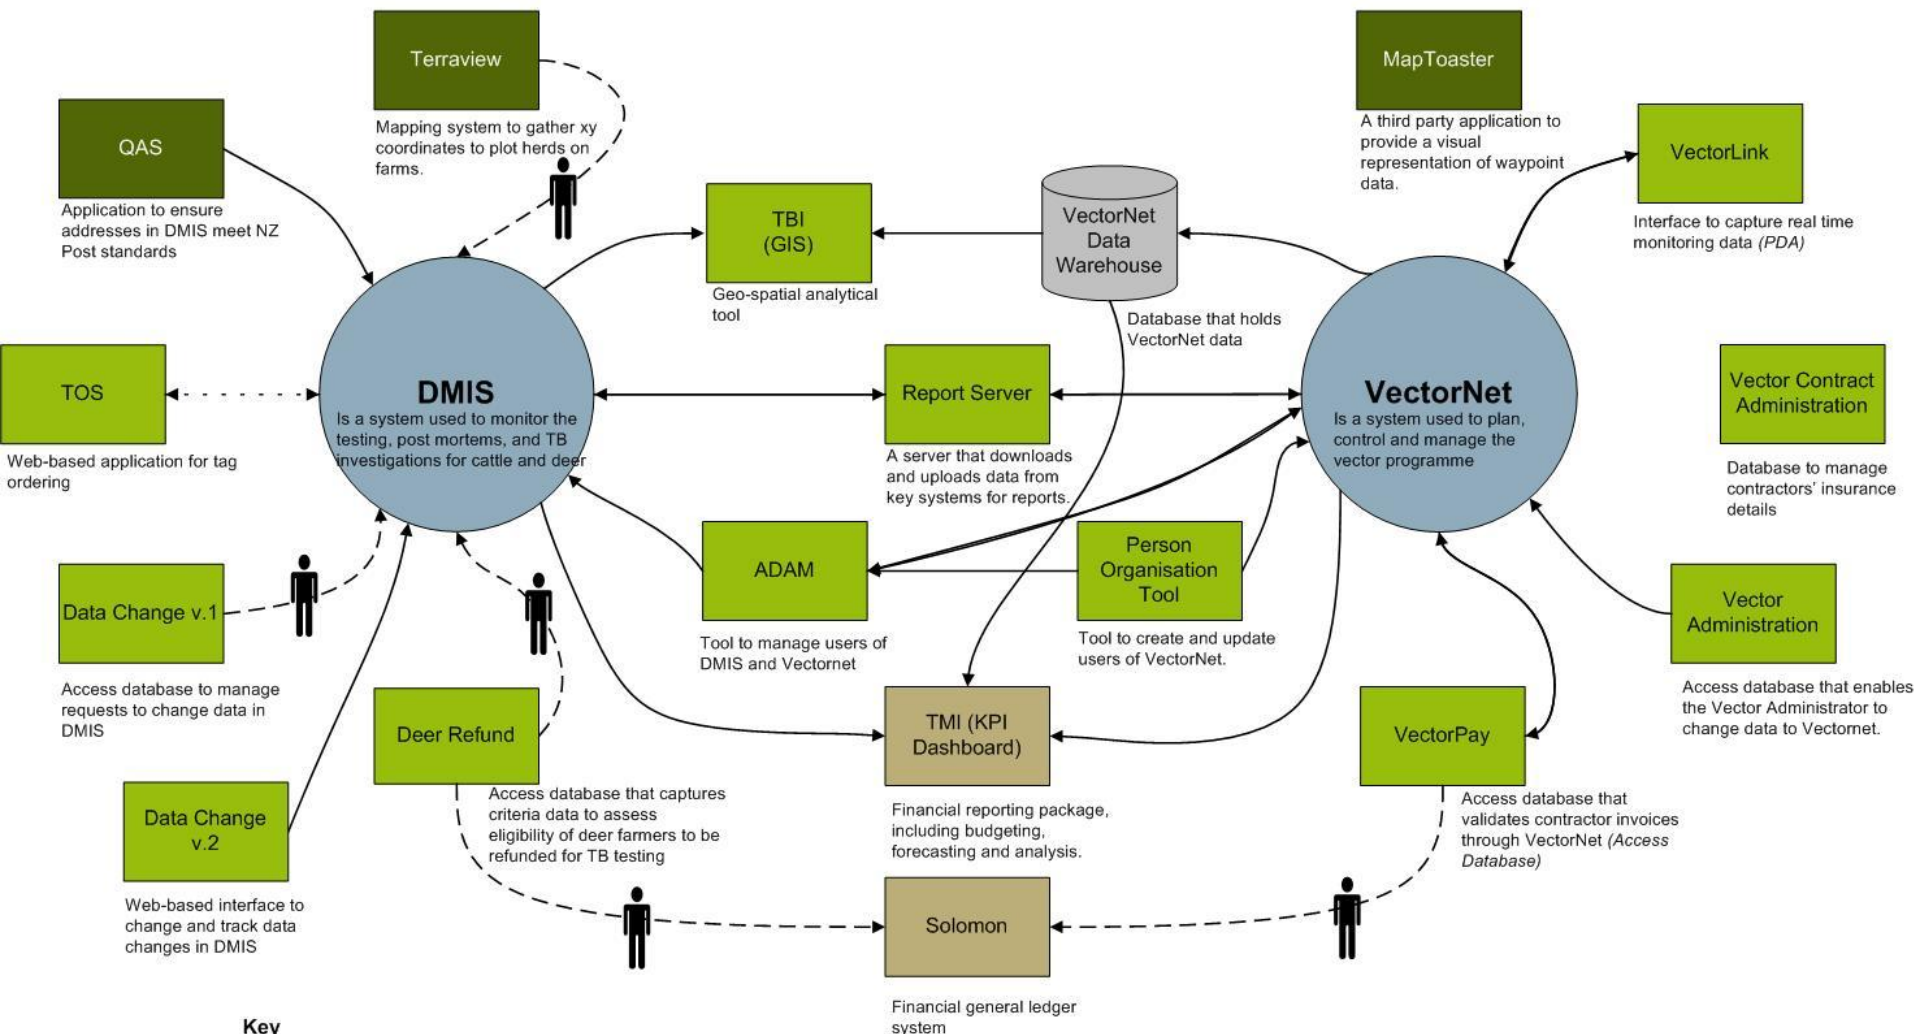 Terraview
Mapping system to gather xy
coordinates to plot herds on
farms.
MapToaster
A third party application to
provide a visual
representation of waypoint
data.
QAS
Application to ensure
addresses in DMIS meet NZ
Post standards
VectorLink
Interface to capture real time
monitoring data (PDA)
TBI
(GIS)
Geo-spatial analytical
tool
VectorNet
Data
Warehouse
Database that holds
VectorNet data
TOS
Web-based application for tag
ordering
DMIS
Is a system used to monitor the
testing, post mortems, and TB
investigations for cattle and deer
Report Server
A server that downloads
and uploads data from
key systems for reports.
VectorNet
Is a system used to plan,
control and manage the
vector programme
Vector Contract
Administration
Database to manage
contractors' insurance
details
Data Change v.1
Access database to manage
requests to change data in
DMIS
ADAM
Tool to manage users of
DMIS and Vectornet
Person
Organisation
Tool
Tool to create and update
users of VectorNet.
Vector
Administration
Access database that enables
the Vector Administrator to
change data to Vectornet.
Deer Refund
Access database that captures
criteria data to assess
eligibility of deer farmers to be
refunded for TB testing
TMI (KPI
Dashboard)
Financial reporting package,
including budgeting,
forecasting and analysis.
VectorPay
Access database that
validates contractor invoices
through VectorNet (Access
Database)
Data Change
v.2
Web-based interface to
change and track data
changes in DMIS
Solomon
Financial general ledger
system
Key